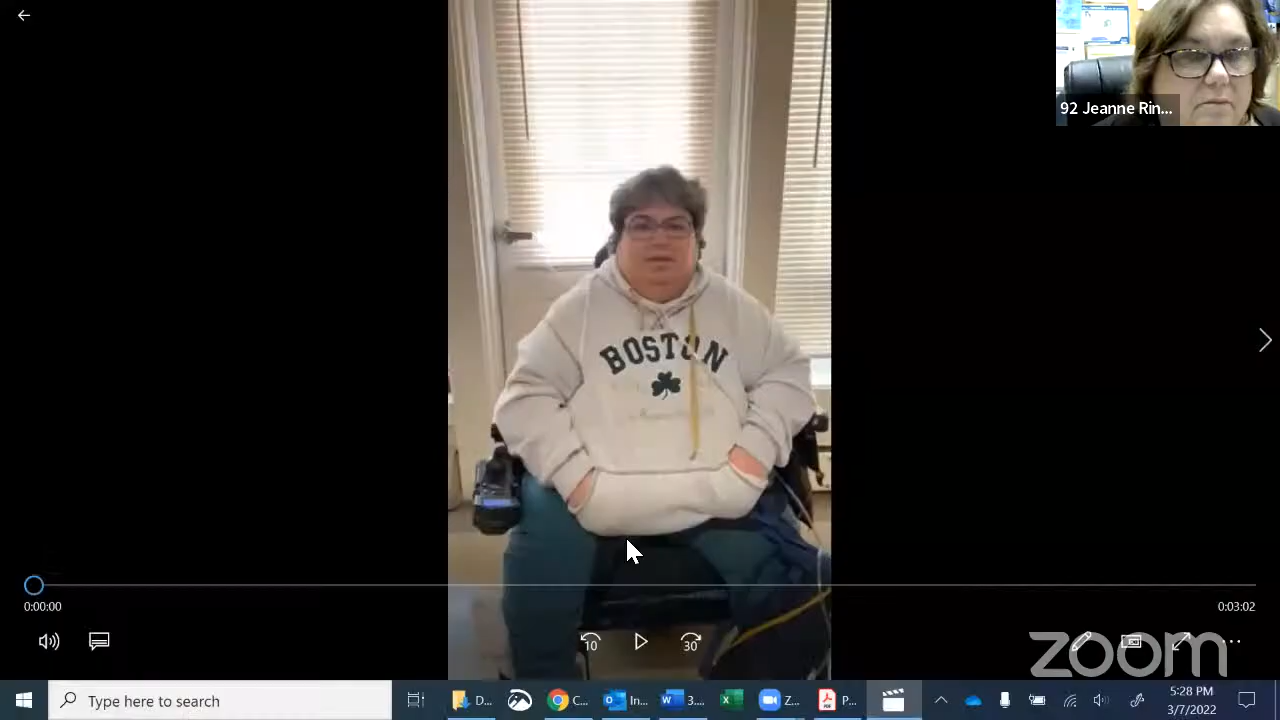 92 Jeanne Rin...
BOSTON
0:00:00
0:03:02
10
30
zoom
Type here to search
D...
C...
In...
3....
Z...
P...
5:28 PM
3/7/2022